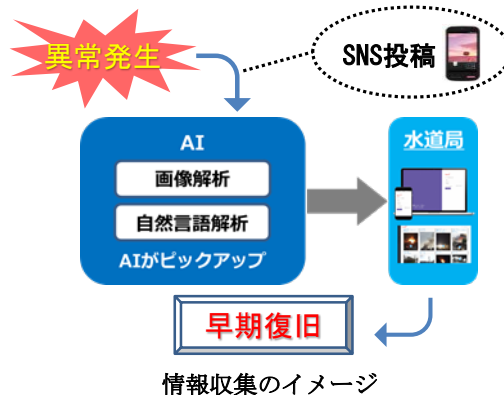 異常発生
SNS投稿
AI
画像解析
自然言語解析
AIがピックアップ
水道局
早期復旧
情報収集のイメージ